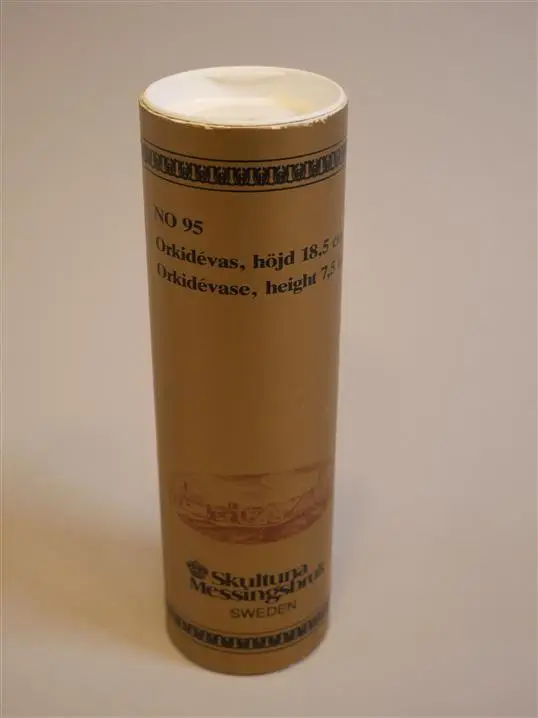 NO 95
Orkidévas, höjd 18,5 c
Orkidévase, height 7,5
Skultuna
Messingsbruk
SWEDEN